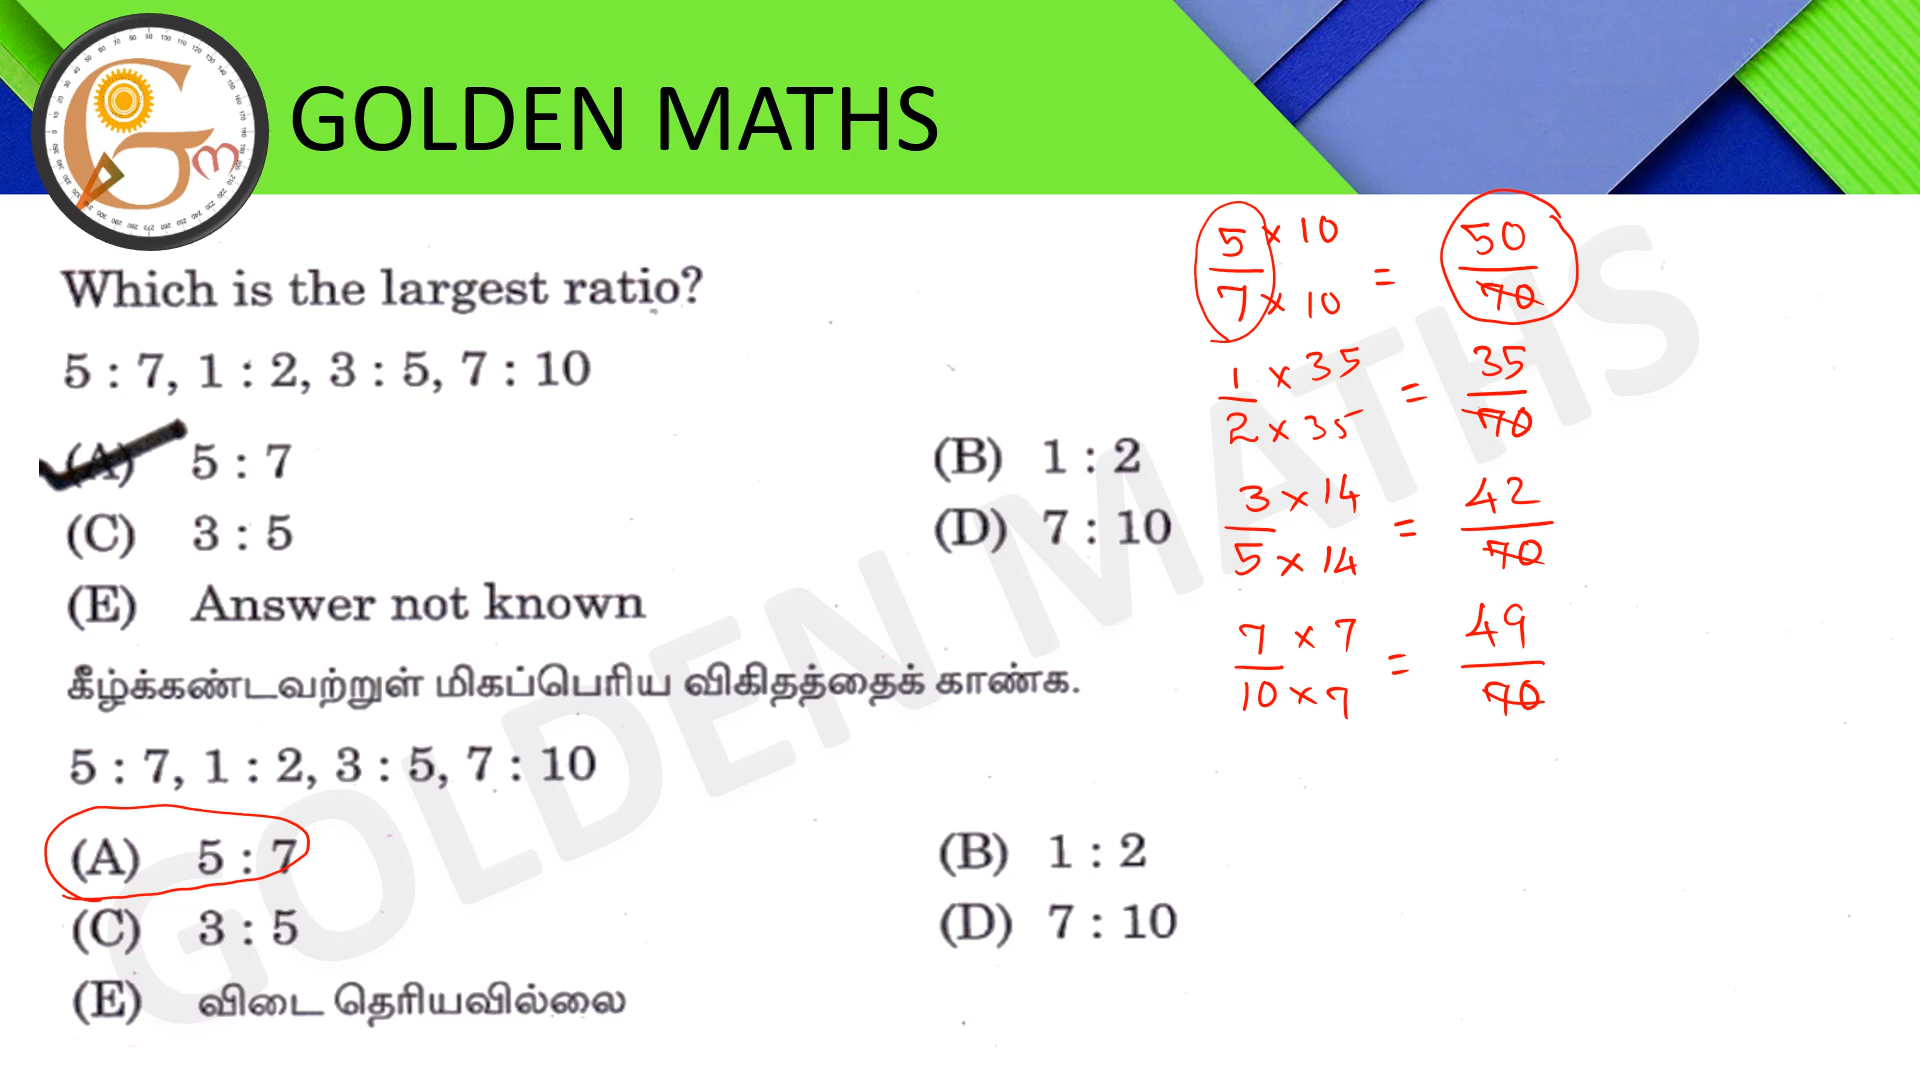 GOLDEN MATHS
Which is the largest ratio?
5 : 7, 1 : 2, 3 : 5, 7 : 10
(A) 5 : 7
(B) 1 : 2
(C) 3 : 5
(D) 7 : 10
(E) Answer not known
கீழ்க்கண்டவற்றுள் மிகப்பெரிய விகிதத்தைக் காண்க.
5 : 7, 1 : 2, 3 : 5, 7 : 10
(A) 5 : 7
(B) 1 : 2
(C) 3 : 5
(D) 7 : 10
(E) விடை தெரியவில்லை
5/7 × 10/10 = 50/70
1/2 × 35/35 = 35/70
3/5 × 14/14 = 42/70
7/10 × 7/7 = 49/70
GOLDEN MATHS